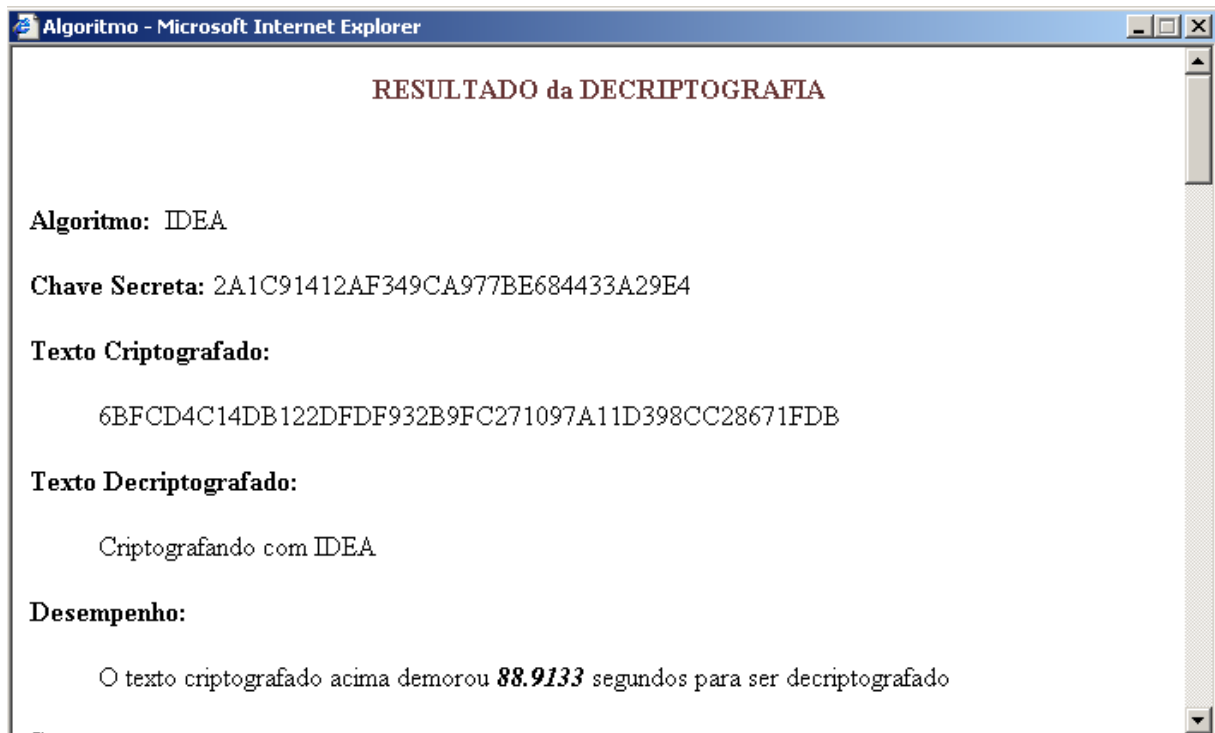 Algoritmo - Microsoft Internet Explorer
RESULTADO da DECRIPTOGRAFIA
Algoritmo: IDEA
Chave Secreta: 2A1C91412AF349CA977BE684433A29E4
Texto Criptografado:
6BFCD4C14DB122DFDF932B9FC271097A11D398CC28671FDB
Texto Decriptografado:
Criptografando com IDEA
Desempenho:
O texto criptografado acima demorou 88.9133 segundos para ser decriptografado